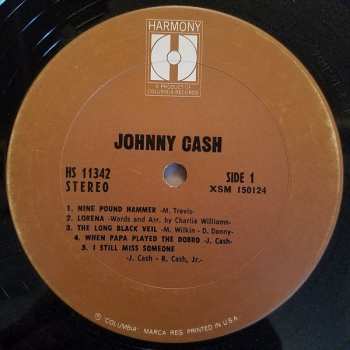 HARMONY
H
A PRODUCT OF
COLUMBIA RECORDS
JOHNNY CASH
HS 11342
STEREO
SIDE 1
XSM 150124
1. NINE POUND HAMMER -M. Travis-
2. LORENA -Words and Arr. by Charlie Williams-
3. THE LONG BLACK VEIL -M. Wilkin - D. Danny-
4. WHEN PAPA PLAYED THE DOBRO -J. Cash-
5. I STILL MISS SOMEONE
-J. Cash - R. Cash, Jr.-
Ⓟ "COLUMBIA" MARCA REG. PRINTED IN U.S.A.